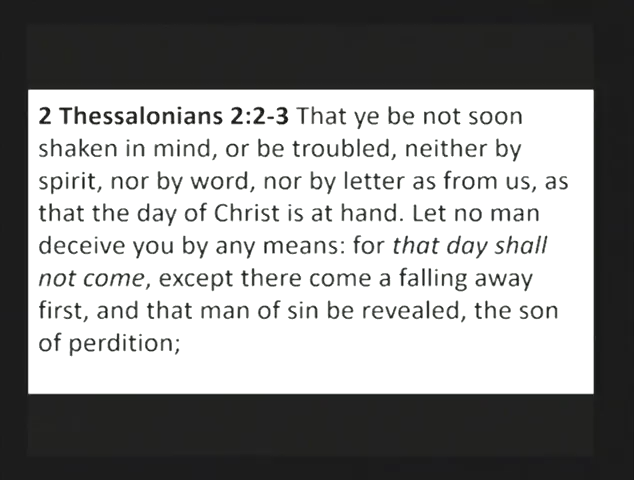 2 Thessalonians 2:2-3 That ye be not soon
shaken in mind, or be troubled, neither by
spirit, nor by word, nor by letter as from us, as
that the day of Christ is at hand. Let no man
deceive you by any means: for that day shall
not come, except there come a falling away
first, and that man of sin be revealed, the son
of perdition;